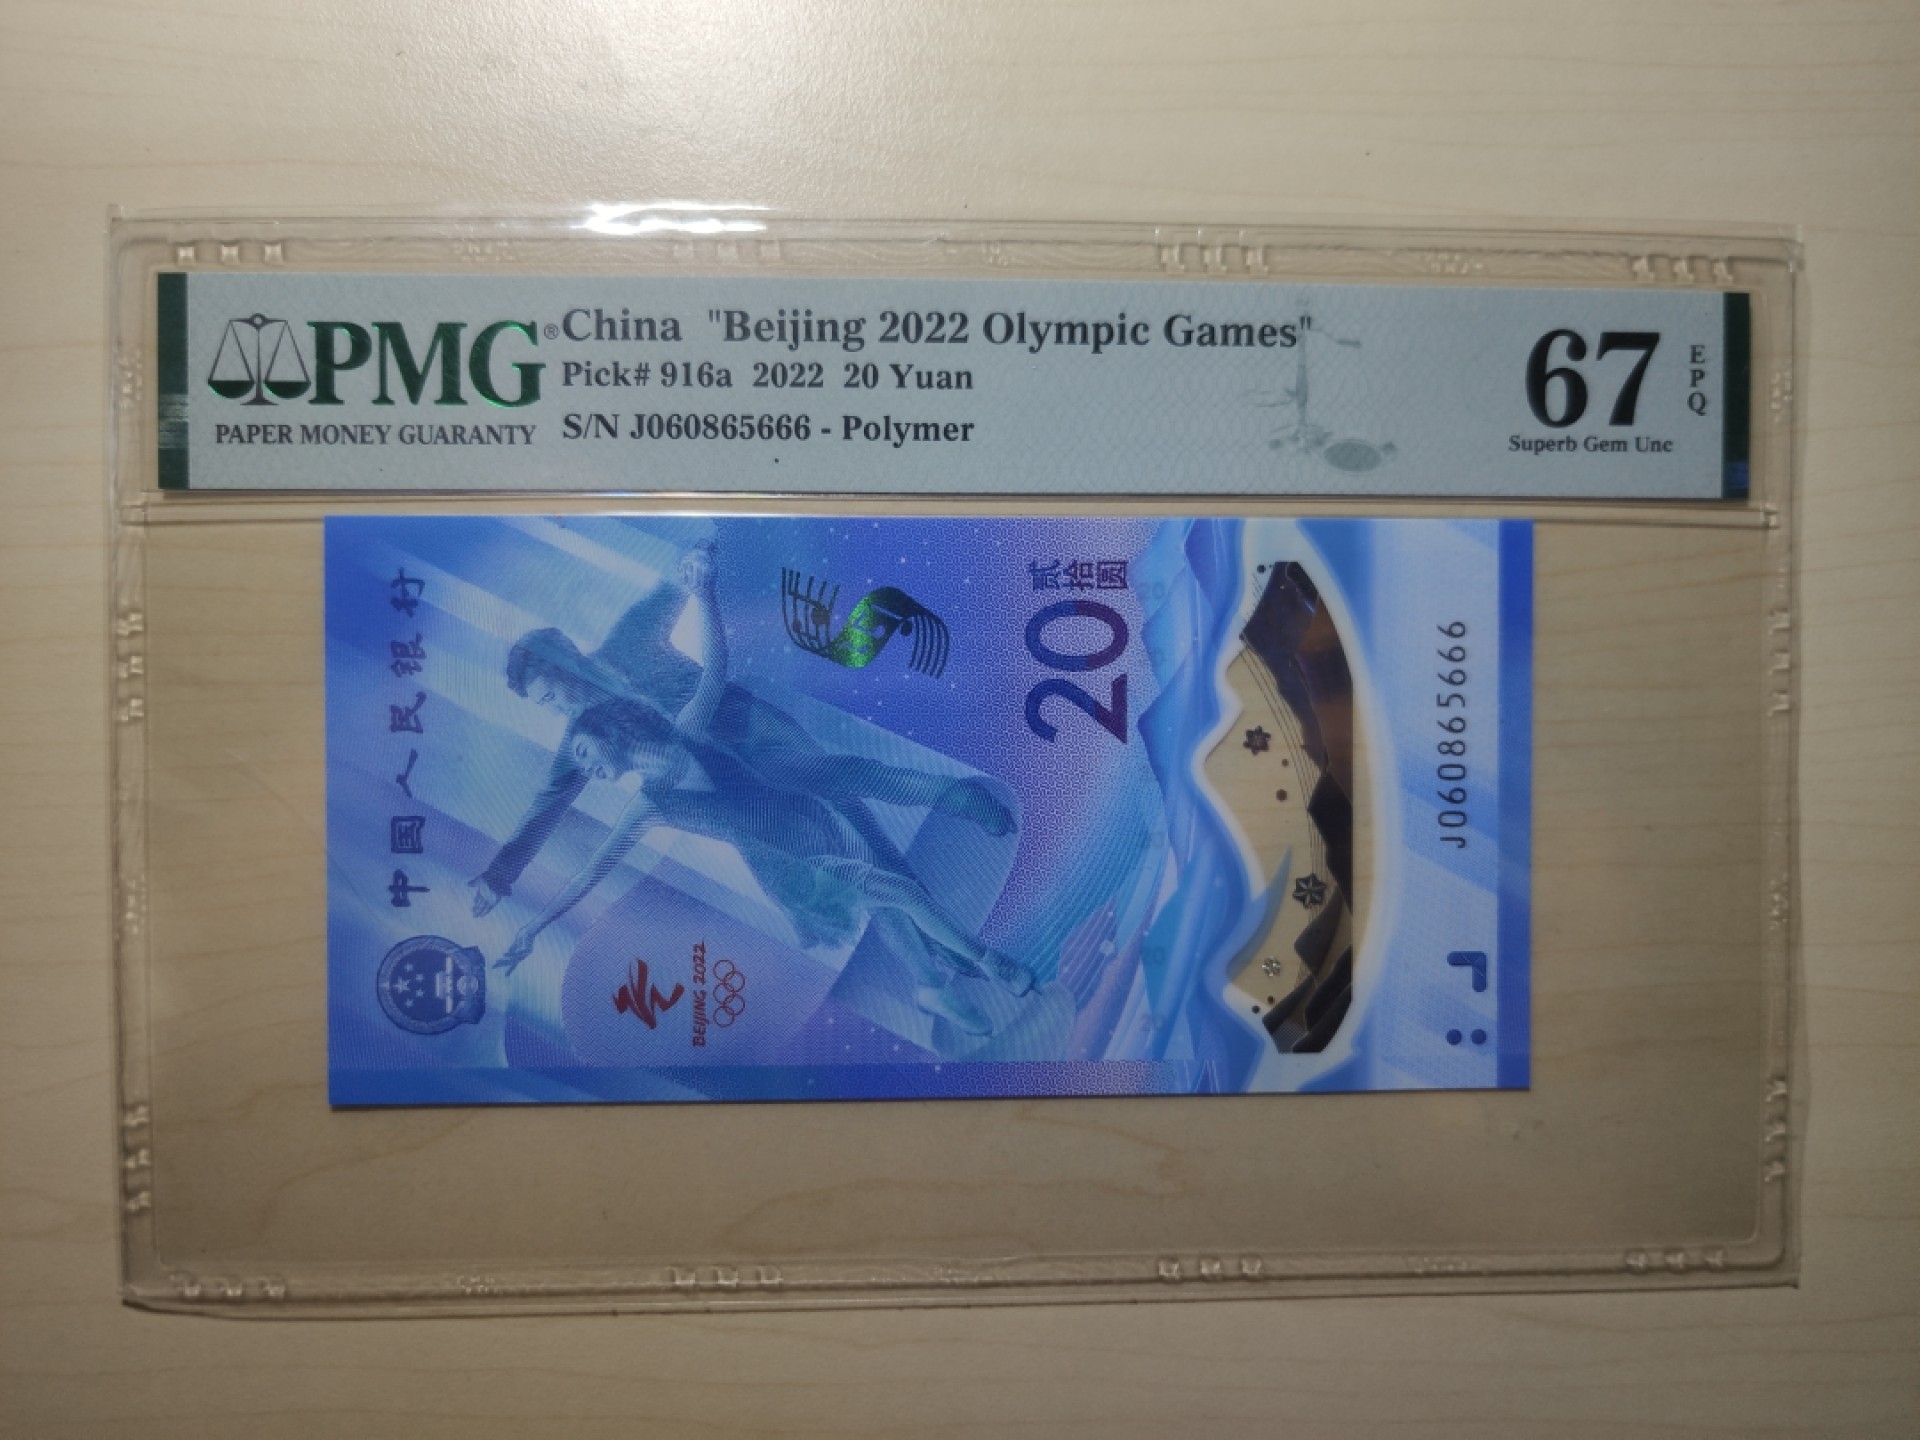 PMG®
PAPER MONEY GUARANTY
China "Beijing 2022 Olympic Games"
Pick# 916a 2022 20 Yuan
S/N J060865666 - Polymer
67
EPQ
Superb Gem Unc
中国人民银行
BEIJING 2022
20
贰拾圆
J060865666